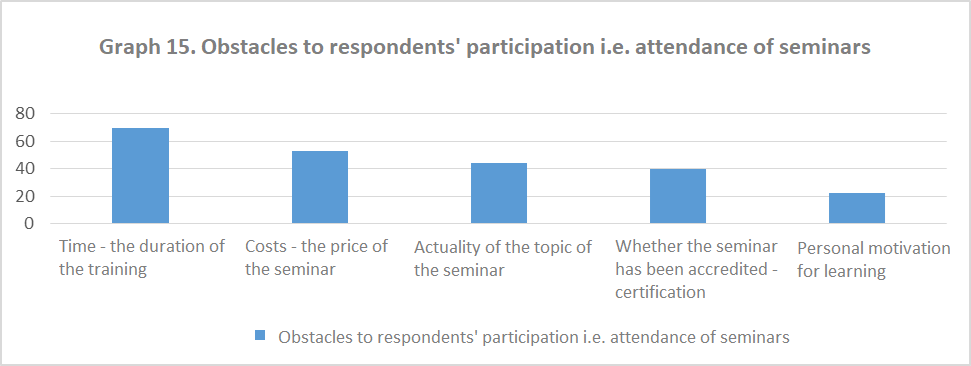 Graph 15. Obstacles to respondents' participation i.e. attendance of seminars
80
60
40
20
0
Time - the duration of
the training
Costs - the price of
the seminar
Actuality of the topic of
the seminar
Whether the seminar
has been accredited -
certification
Personal motivation
for learning
Obstacles to respondents' participation i.e. attendance of seminars